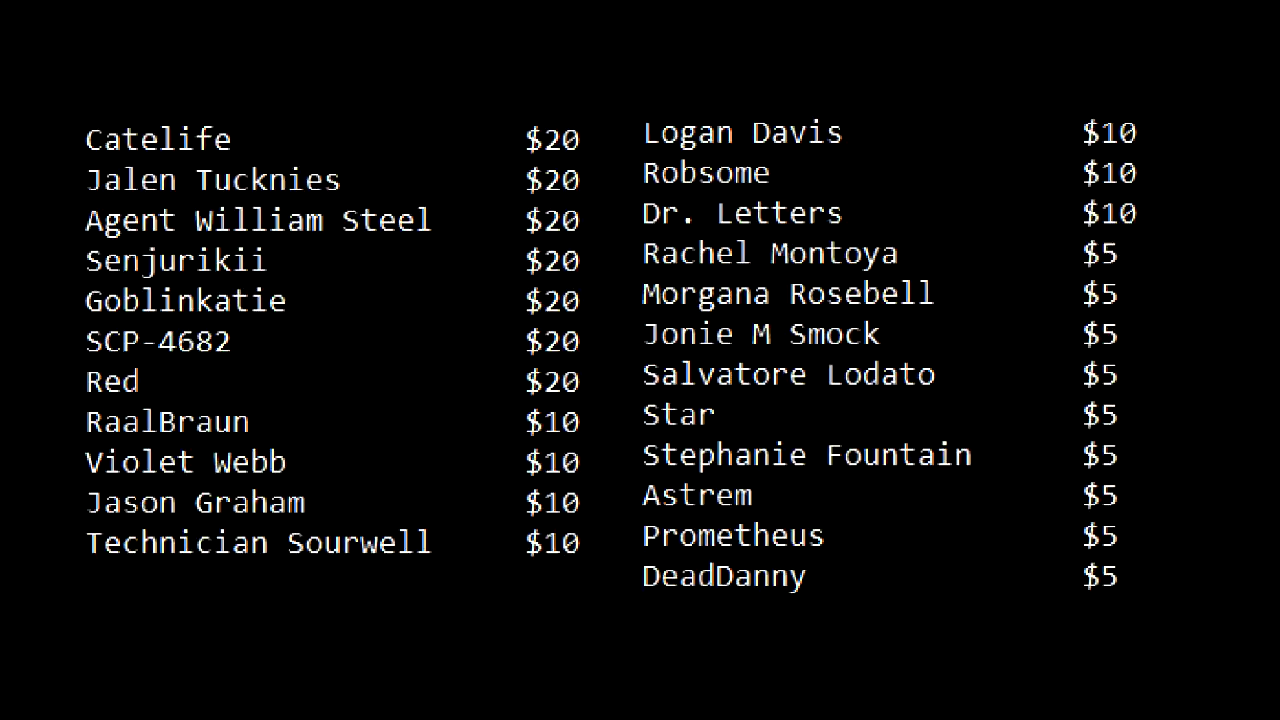 Catelife $20
Jalen Tucknies $20
Agent William Steel $20
Senjurikii $20
Goblinkatie $20
SCP-4682 $20
Red $20
RaalBraun $10
Violet Webb $10
Jason Graham $10
Technician Sourwell $10
Logan Davis $10
Robsome $10
Dr. Letters $10
Rachel Montoya $5
Morgana Rosebell $5
Jonie M Smock $5
Salvatore Lodato $5
Star $5
Stephanie Fountain $5
Astrem $5
Prometheus $5
DeadDanny $5